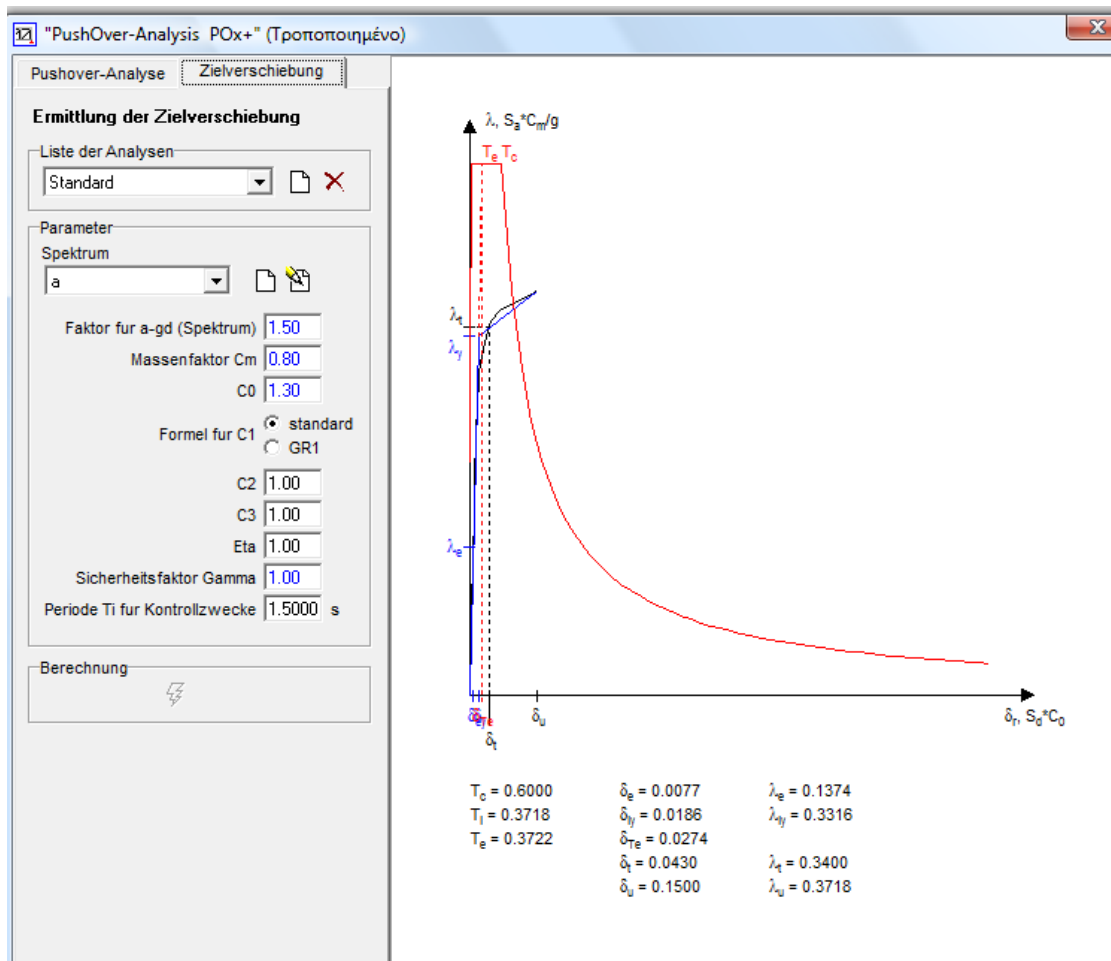 "PushOver-Analysis POx+" (Τροποποιημένο)
Pushover-Analyse Zielverschiebung
Ermittlung der Zielverschiebung
Liste der Analysen
Standard
Parameter
Spektrum
a
Faktor fur a-gd (Spektrum) 1.50
Massenfaktor Cm 0.80
C0 1.30
Formel fur C1 standard
GR1
C2 1.00
C3 1.00
Eta 1.00
Sicherheitsfaktor Gamma 1.00
Periode Ti fur Kontrollzwecke 1.5000 s
Berechnung
λ, Sa*Cm/g
Te Tc
λt
λy
λe
δu
δr, Sd*C0
δt
Tc = 0.6000 δe = 0.0077 λe = 0.1374
Ti = 0.3718 δly = 0.0186 λly = 0.3316
Te = 0.3722 δTe = 0.0274
δt = 0.0430 λt = 0.3400
δu = 0.1500 λu = 0.3718